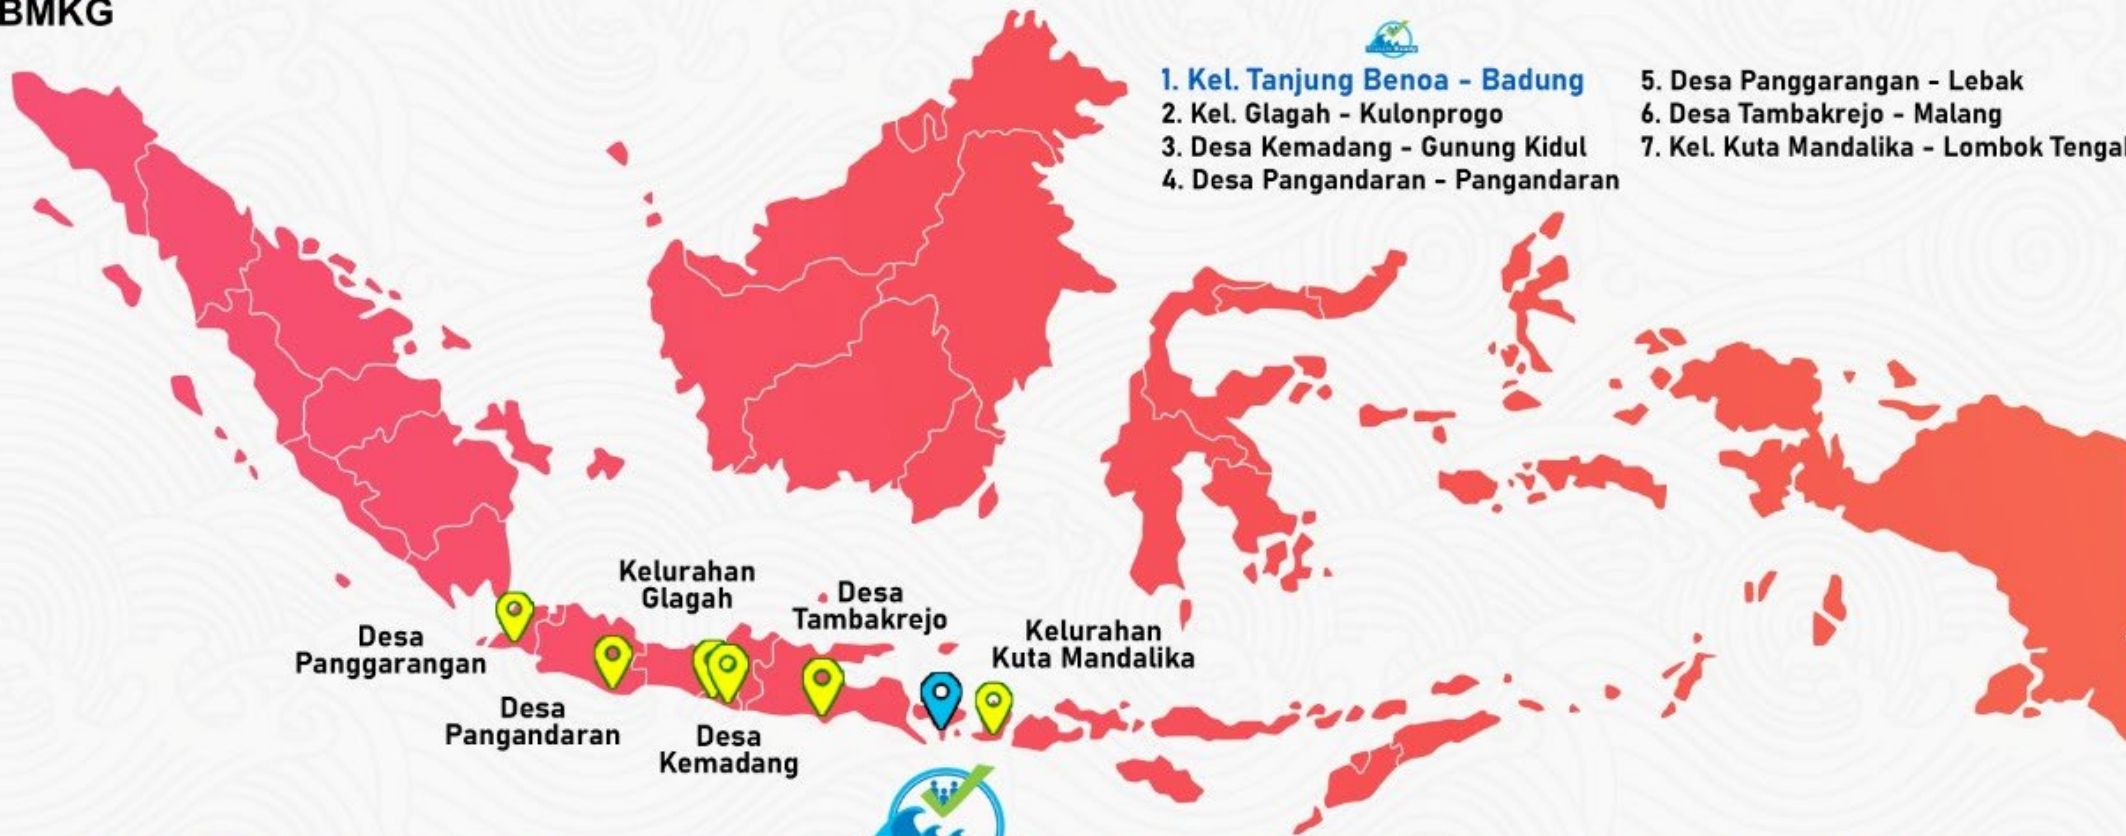 BMKG
1. Kel. Tanjung Benoa - Badung
2. Kel. Glagah - Kulonprogo
3. Desa Kemadang - Gunung Kidul
4. Desa Pangandaran - Pangandaran
5. Desa Panggarangan - Lebak
6. Desa Tambakrejo - Malang
7. Kel. Kuta Mandalika - Lombok
Kelurahan
Glagah
Desa
Tambakrejo
Kelurahan
Kuta Mandalika
Desa
Panggarangan
Desa
Pangandaran
Desa
Kemadang